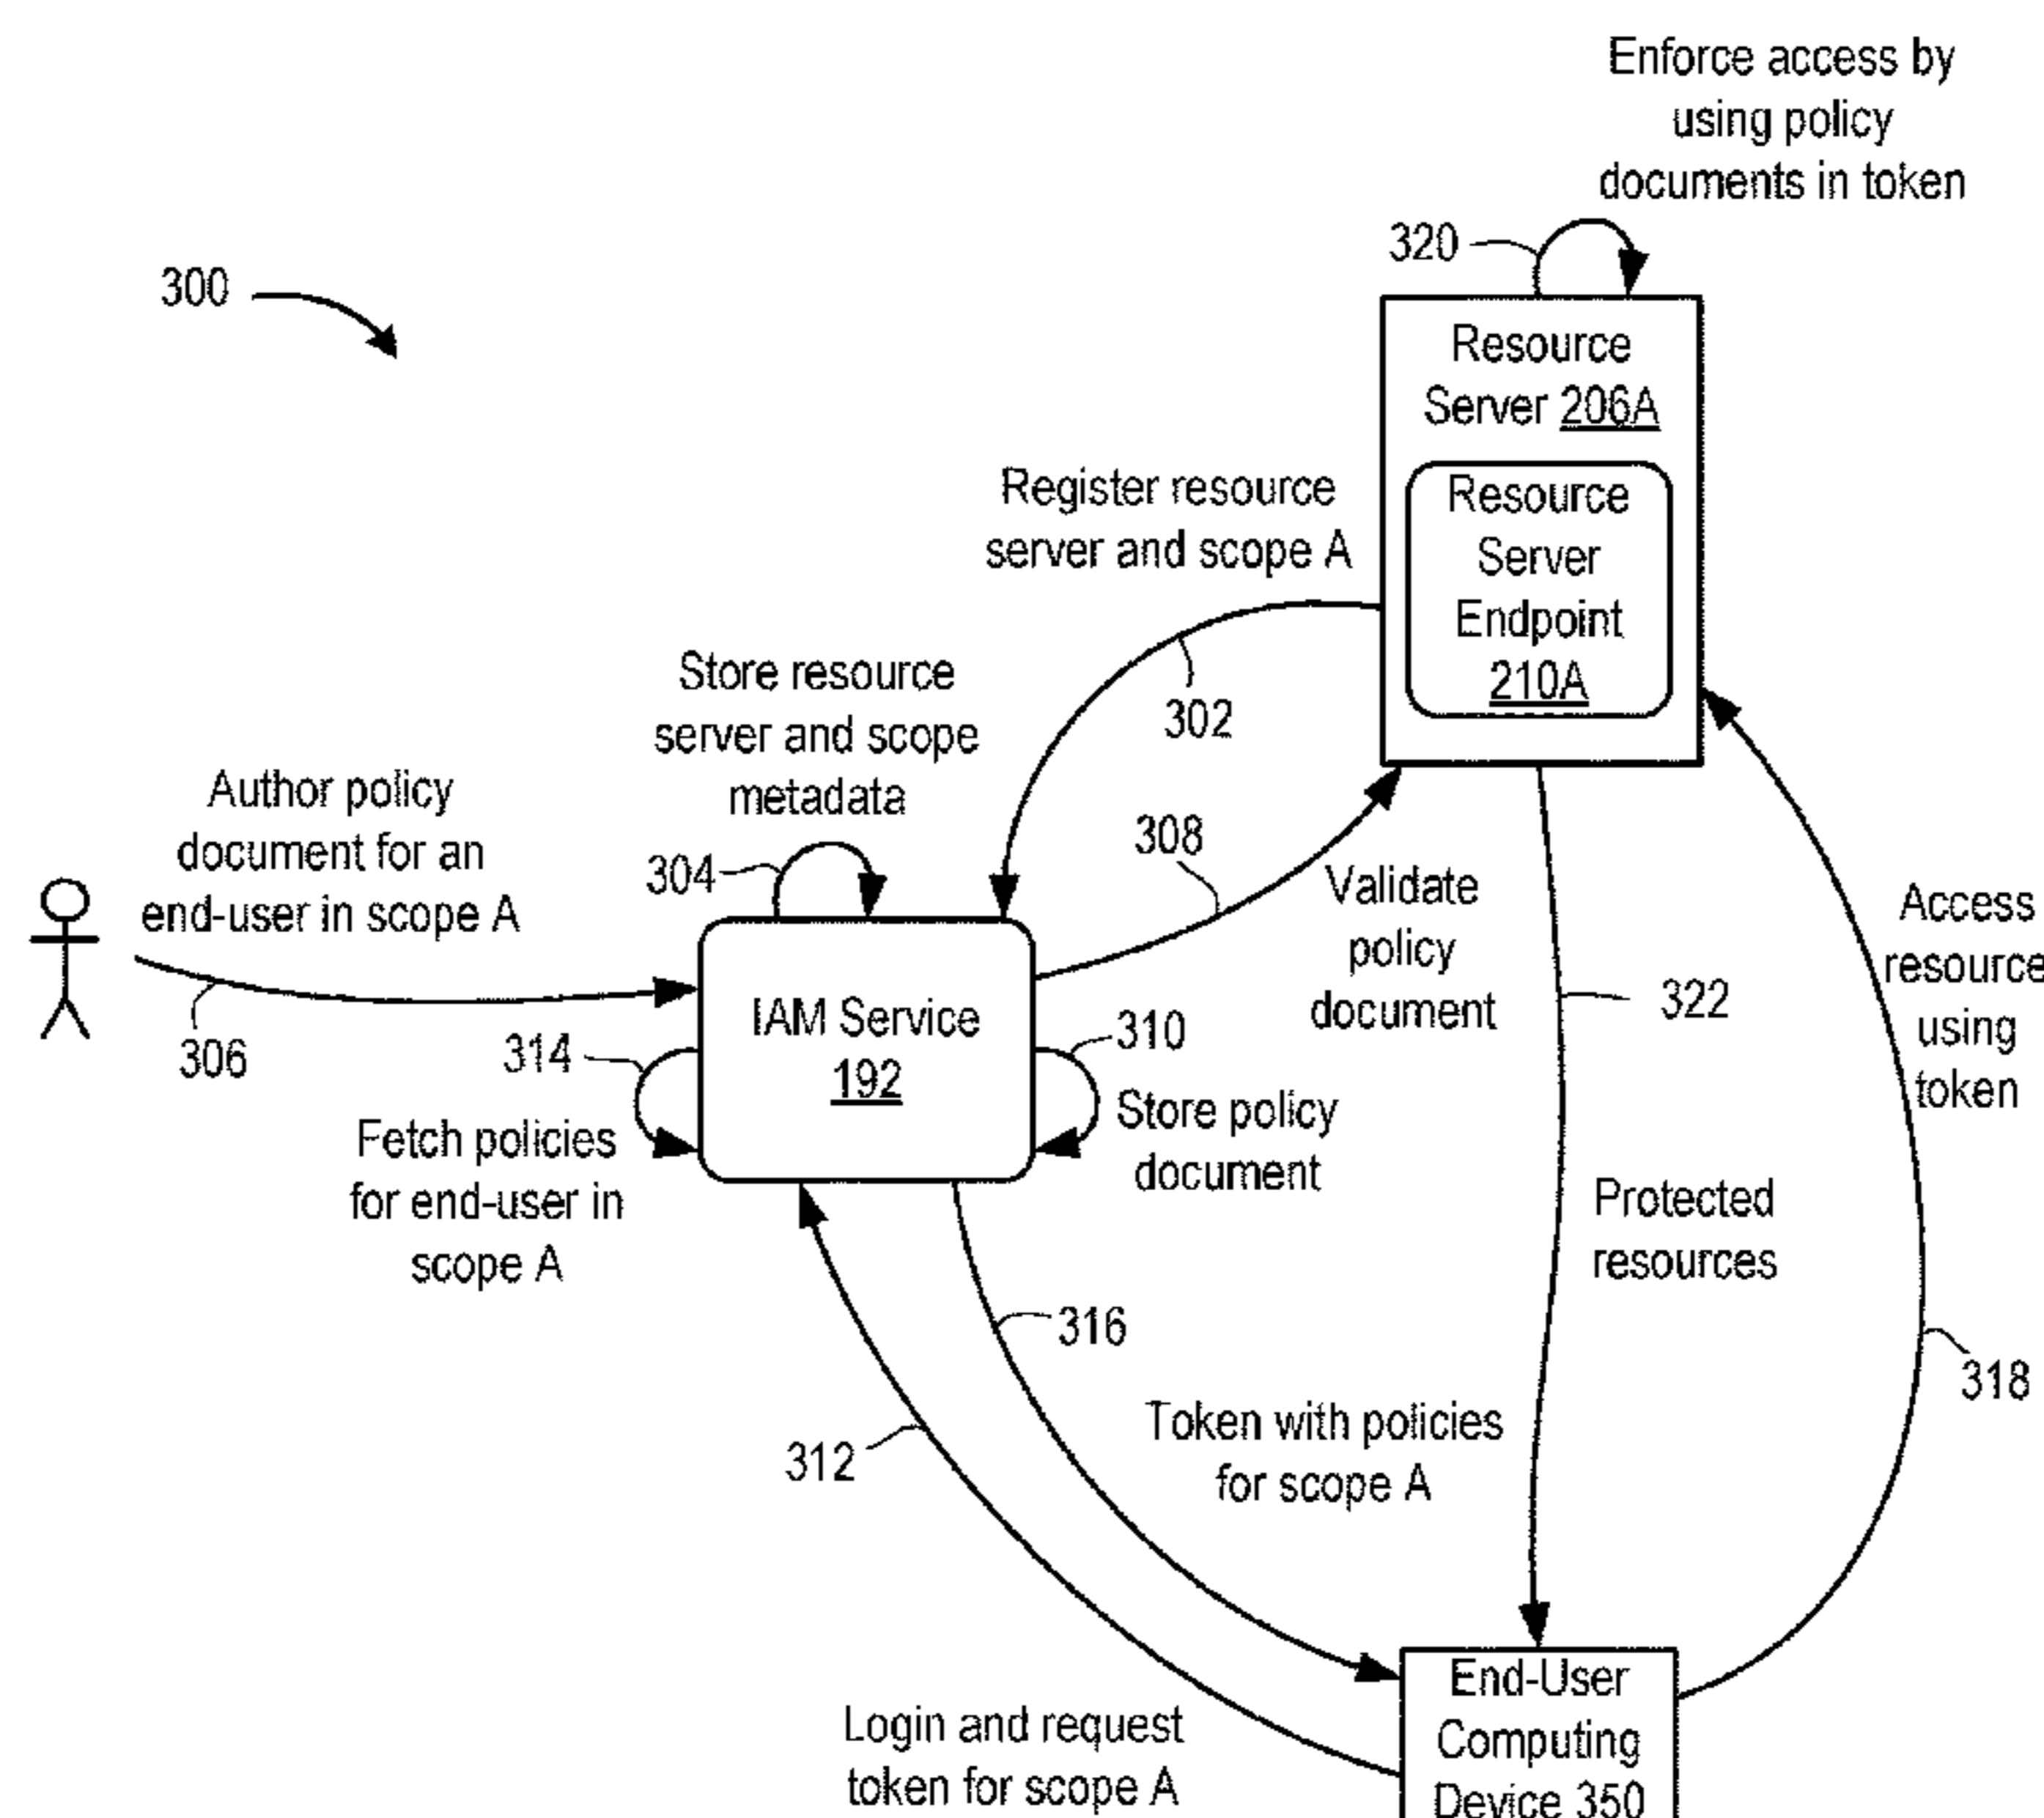 Enforce access by
using policy
documents in token
320
300
Resource
Server 206A
Resource
Server
Endpoint
210A
Register resource
server and scope A
302
Store resource
server and scope
metadata
304
Author policy
document for an
end-user in scope A
306
308
Validate
policy
document
IAM Service
192
310
Store policy
document
314
Fetch policies
for end-user in
scope A
322
Access
resource
using
token
Protected
resources
316
318
312
Token with policies
for scope A
Login and request
token for scope A
End-User
Computing
Device 350